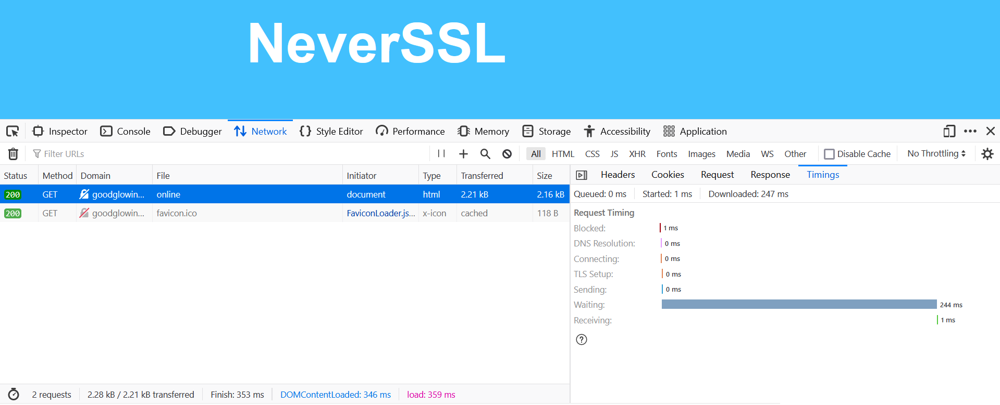 NeverSSL
Inspector Console Debugger Network Style Editor Performance Memory Storage Accessibility Application
Filter URLs All HTML CSS JS XHR Fonts Images Media WS Other Disable Cache No Throttling
Status Method Domain File Initiator Type Transferred Size
200 GET goodglowin... online document html 2.21 kB 2.16 kB
200 GET goodglowin... favicon.ico FaviconLoader.js... x-icon cached 118 B
Headers Cookies Request Response Timings
Queued: 0 ms Started: 1 ms Downloaded: 247 ms
Request Timing
Blocked: 1 ms
DNS Resolution: 0 ms
Connecting: 0 ms
TLS Setup: 0 ms
Sending: 0 ms
Waiting: 244 ms
Receiving: 1 ms
?
2 requests 2.28 kB / 2.21 kB transferred Finish: 353 ms DOMContentLoaded: 346 ms load: 359 ms